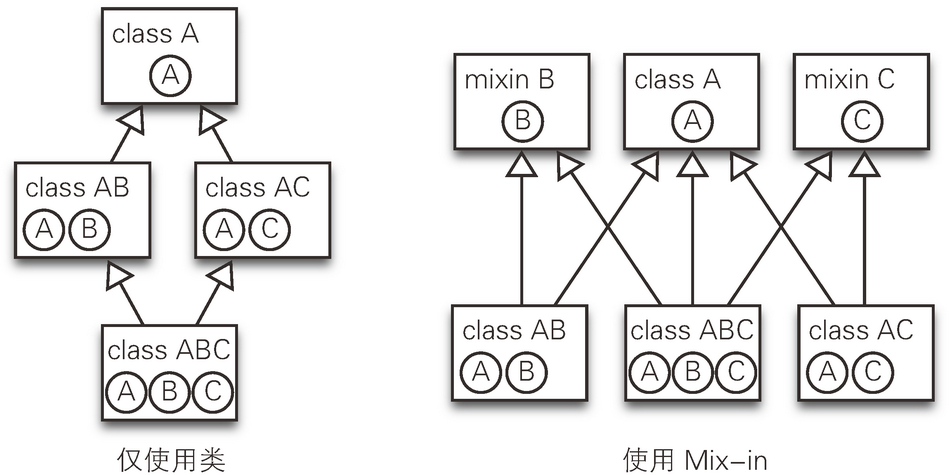 class A
A
class AB
A B
class AC
A C
class ABC
A B C
仅使用类
mixin B
B
class A
A
mixin C
C
class AB
A B
class ABC
A B C
class AC
A C
使用 Mix-in